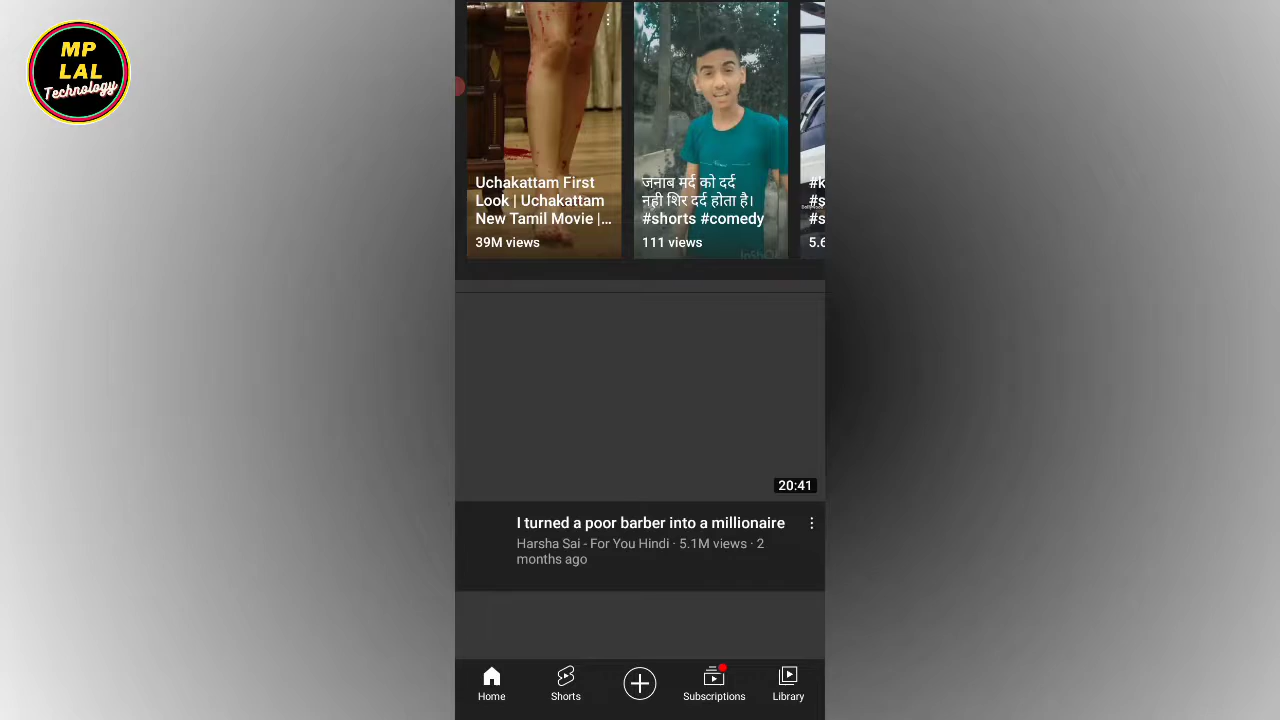 MP
LAL
Technology
Uchakattam First
Look | Uchakattam
New Tamil Movie |...
39M views
जनाब मर्द को दर्द
नही शिर दर्द होता है।
#shorts #comedy
111 views
#k
#s
#s
5.6
20:41
I turned a poor barber into a millionaire
Harsha Sai - For You Hindi · 5.1M views · 2
months ago
Home
Shorts
Subscriptions
Library